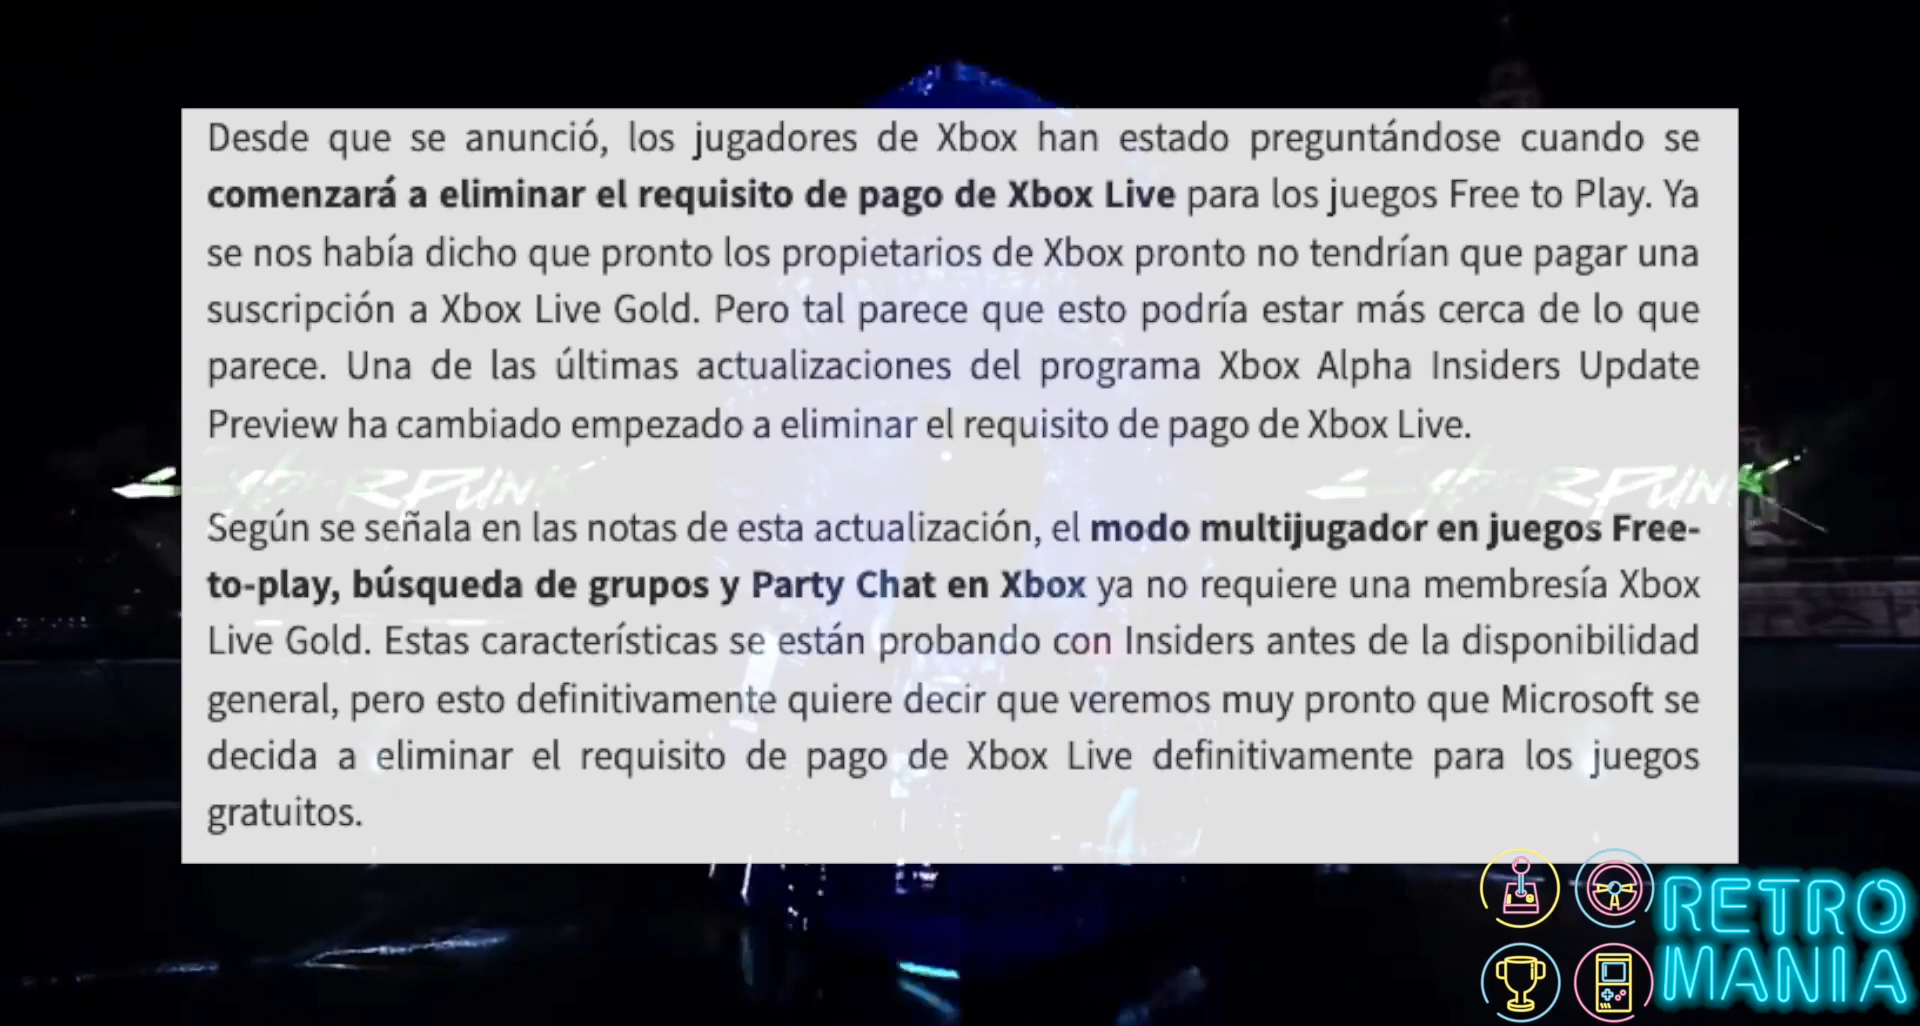 Desde que se anunció, los jugadores de Xbox han estado preguntándose cuando se
comenzará a eliminar el requisito de pago de Xbox Live para los juegos Free to Play. Ya
se nos había dicho que pronto los propietarios de Xbox pronto no tendrían que pagar una
suscripción a Xbox Live Gold. Pero tal parece que esto podría estar más cerca de lo que
parece. Una de las últimas actualizaciones del programa Xbox Alpha Insiders Update
Preview ha cambiado empezado a eliminar el requisito de pago de Xbox Live.
CYBERPUNK CYBERPUNK
Según se señala en las notas de esta actualización, el modo multijugador en juegos Free-
to-play, búsqueda de grupos y Party Chat en Xbox ya no requiere una membresía Xbox
Live Gold. Estas características se están probando con Insiders antes de la disponibilidad
general, pero esto definitivamente quiere decir que veremos muy pronto que Microsoft se
decida a eliminar el requisito de pago de Xbox Live definitivamente para los juegos
gratuitos.
RETRO
MANIA